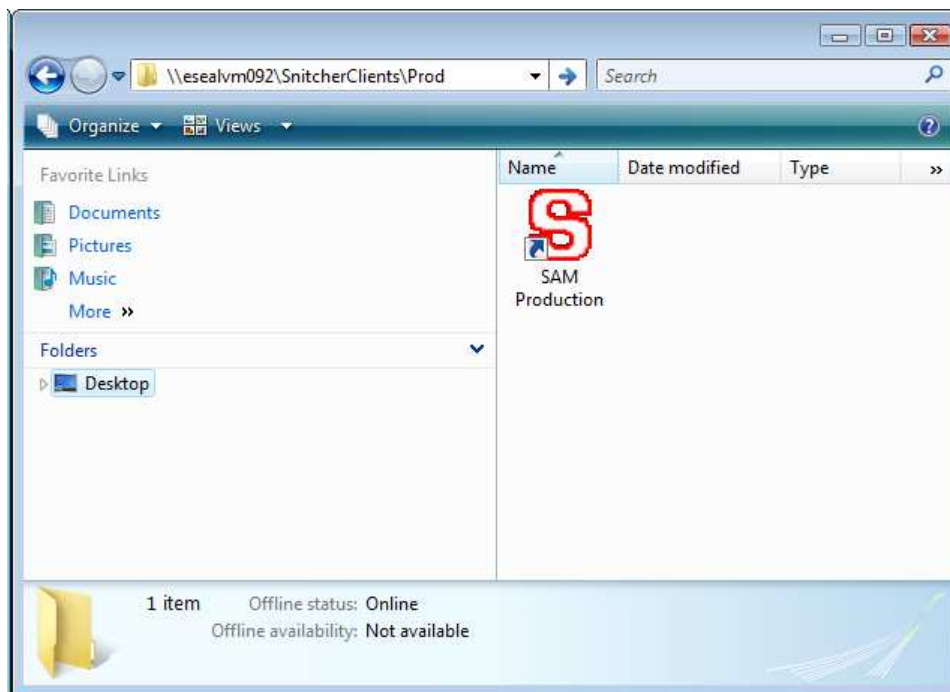 \\esealvm092\SnitcherClients\Prod
Search
Organize
Views
Favorite Links
Documents
Pictures
Music
More »
Folders
Desktop
Name
Date modified
Type
»
S
SAM
Production
1 item
Offline status: Online
Offline availability: Not available